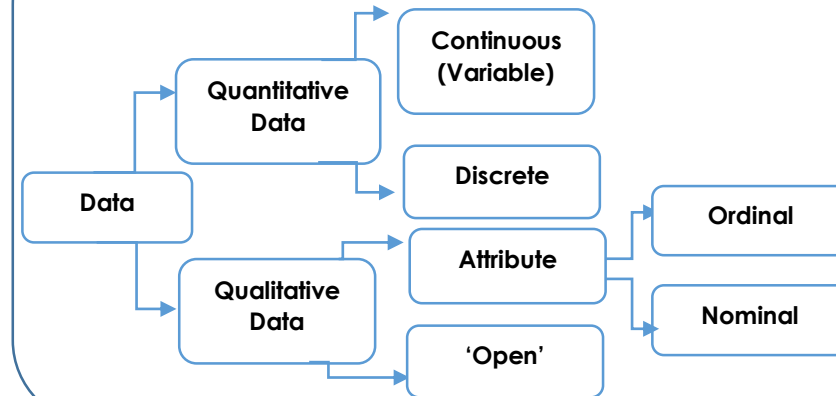 Continuous
(Variable)
Quantitative
Data
Discrete
Data
Ordinal
Attribute
Qualitative
Data
Nominal
‘Open’